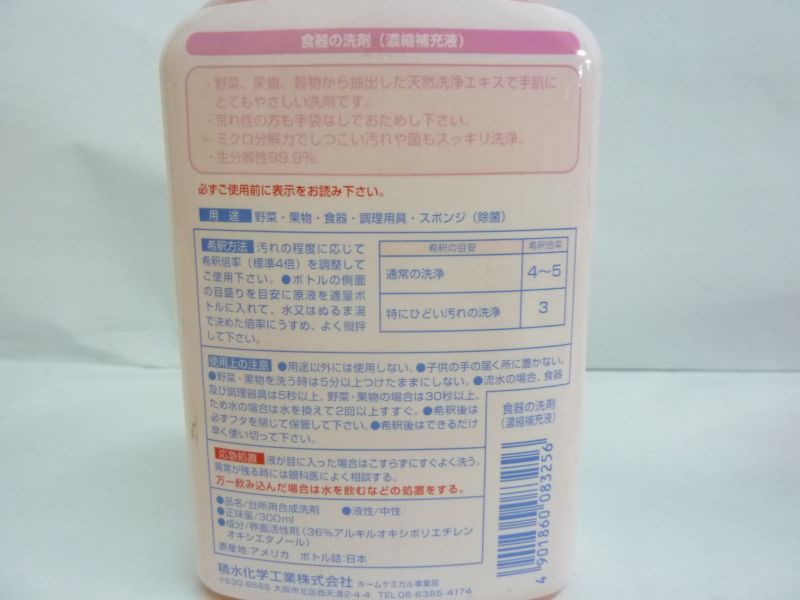 食器の洗剤（濃縮補充液）
・野菜、果物、穀物から抽出した天然洗浄エキスで手肌に
とてもやさしい洗剤です。
・荒れ性の方も手袋なしでおためし下さい。
・ミクロ分解力でしつこい汚れや菌もスッキリ洗浄。
・生分解性99.9%
必ずご使用前に表示をお読み下さい。
用途 野菜・果物・食器・調理用具・スポンジ（除菌）
希釈方法 汚れの程度に応じて
希釈倍率（標準4倍）を調整して
ご使用下さい。●ボトルの側面
の目盛りを目安に原液を適量ボ
トルに入れて、水又はぬるま湯
で決めた倍率にうすめ、よく撹拌
して下さい。
希釈の目安 希釈倍率
通常の洗浄 4〜5
特にひどい汚れの洗浄 3
使用上の注意 ●用途以外には使用しない。●子供の手の届く所に置かない。
●野菜・果物を洗う時は5分以上つけたままにしない。●流水の場合、食器
及び調理器具は5秒以上、野菜・果物の場合は30秒以上、
ため水の場合は水を換えて2回以上すすぐ。●希釈後は
必ずフタを閉じて保管して下さい。●希釈後はできるだけ
早く使い切って下さい。
応急処置 液が目に入った場合はこすらずにすぐよく洗う。
異常が残る時には眼科医によく相談する。
万一飲み込んだ場合は水を飲むなどの処置をする。
●品名/台所用合成洗剤 ●液性/中性
●正味量/300ml
●成分/界面活性剤（36%アルキルオキシポリエチレン
オキシエタノール）
原産地:アメリカ ボトル詰:日本
積水化学工業株式会社 ホームケミカル事業部
〒530-8565 大阪市北区西天満2-4-4 TEL 06-6365-4174
食器の洗剤
（濃縮補充液）
4 901860 083256